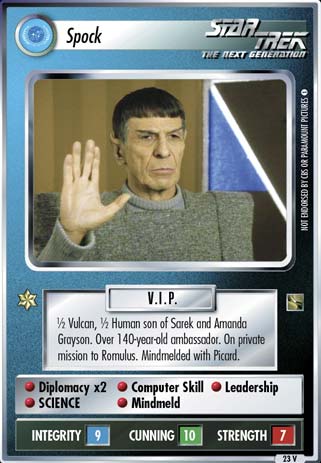 Spock
STAR TREK
THE NEXT GENERATION
NOT ENDORSED BY CBS OR PARAMOUNT PICTURES
V.I.P.
½ Vulcan, ½ Human son of Sarek and Amanda
Grayson. Over 140-year-old ambassador. On private
mission to Romulus. Mindmelded with Picard.
Diplomacy x2 Computer Skill Leadership
SCIENCE Mindmeld
INTEGRITY 9 CUNNING 10 STRENGTH 7
23 V